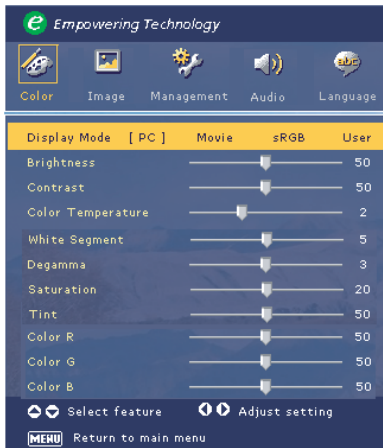 e Empowering Technology
Color Image Management Audio abc Language
Display Mode [ PC ] Movie sRGB User
Brightness 50
Contrast 50
Color Temperature 2
White Segment 5
Degamma 3
Saturation 20
Tint 50
Color R 50
Color G 50
Color B 50
Select feature Adjust setting
MENU Return to main menu